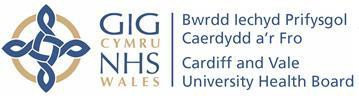 GIG
CYMRU
NHS
WALES
Bwrdd Iechyd Prifysgol
Caerdydd a'r Fro
Cardiff and Vale
University Health Board